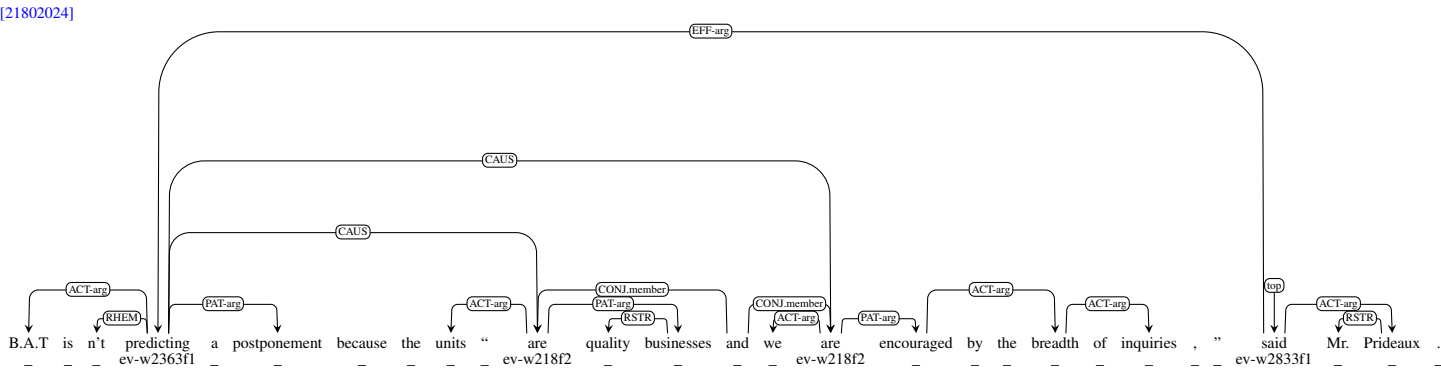 [21802024]
EFF-arg
CAUS
CAUS
ACT-arg CONJ.member top
PAT-arg ACT-arg PAT-arg CONJ.member ACT-arg ACT-arg ACT-arg
RHEM RSTR ACT-arg PAT-arg RSTR
B.A.T is n't predicting a postponement because the units “ are quality businesses and we are encouraged by the breadth of inquiries , ” said Mr. Prideaux .
_ _ _ ev-w2363f1 _ _ _ _ _ _ ev-w218f2 _ _ _ _ ev-w218f2 _ _ _ _ _ _ _ _ ev-w2833f1 _ _ _